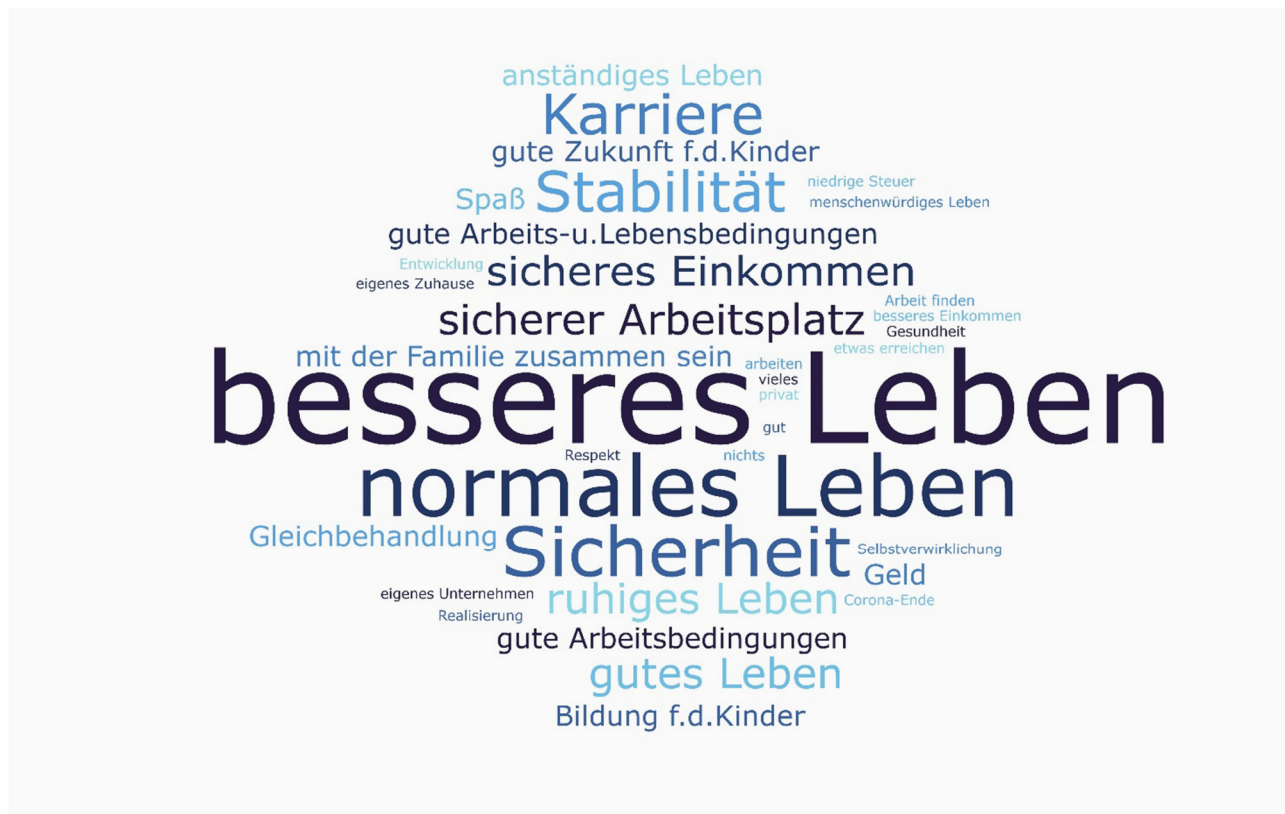 anständiges Leben
Karriere
gute Zukunft f.d.Kinder
Spaß
Stabilität
niedrige Steuer
menschenwürdiges Leben
gute Arbeits-u.Lebensbedingungen
Entwicklung
eigenes Zuhause
sicheres Einkommen
sicherer Arbeitsplatz
Arbeit finden
besseres Einkommen
Gesundheit
etwas erreichen
mit der Familie zusammen sein
arbeiten
vieles
privat
besseres Leben
gut
Respekt
nichts
normales Leben
Gleichbehandlung
Sicherheit
Selbstverwirklichung
Geld
eigenes Unternehmen
ruhiges Leben
Corona-Ende
Realisierung
gute Arbeitsbedingungen
gutes Leben
Bildung f.d.Kinder